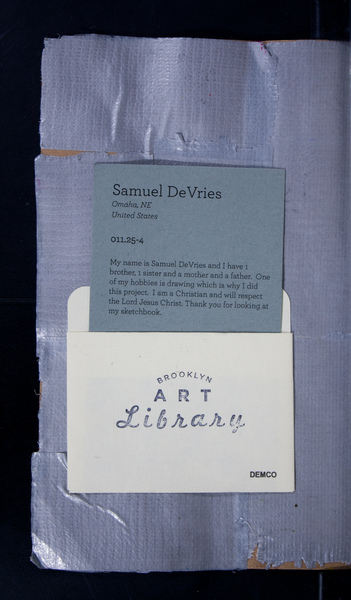 Samuel DeVries
Omaha, NE
United States
011.25-4
My name is Samuel DeVries and I have 1
brother, 1 sister and a mother and a father. One
of my hobbies is drawing which is why I did
this project. I am a Christian and will respect
the Lord Jesus Christ. Thank you for looking at
my sketchbook.
BROOKLYN
ART
Library
DEMCO